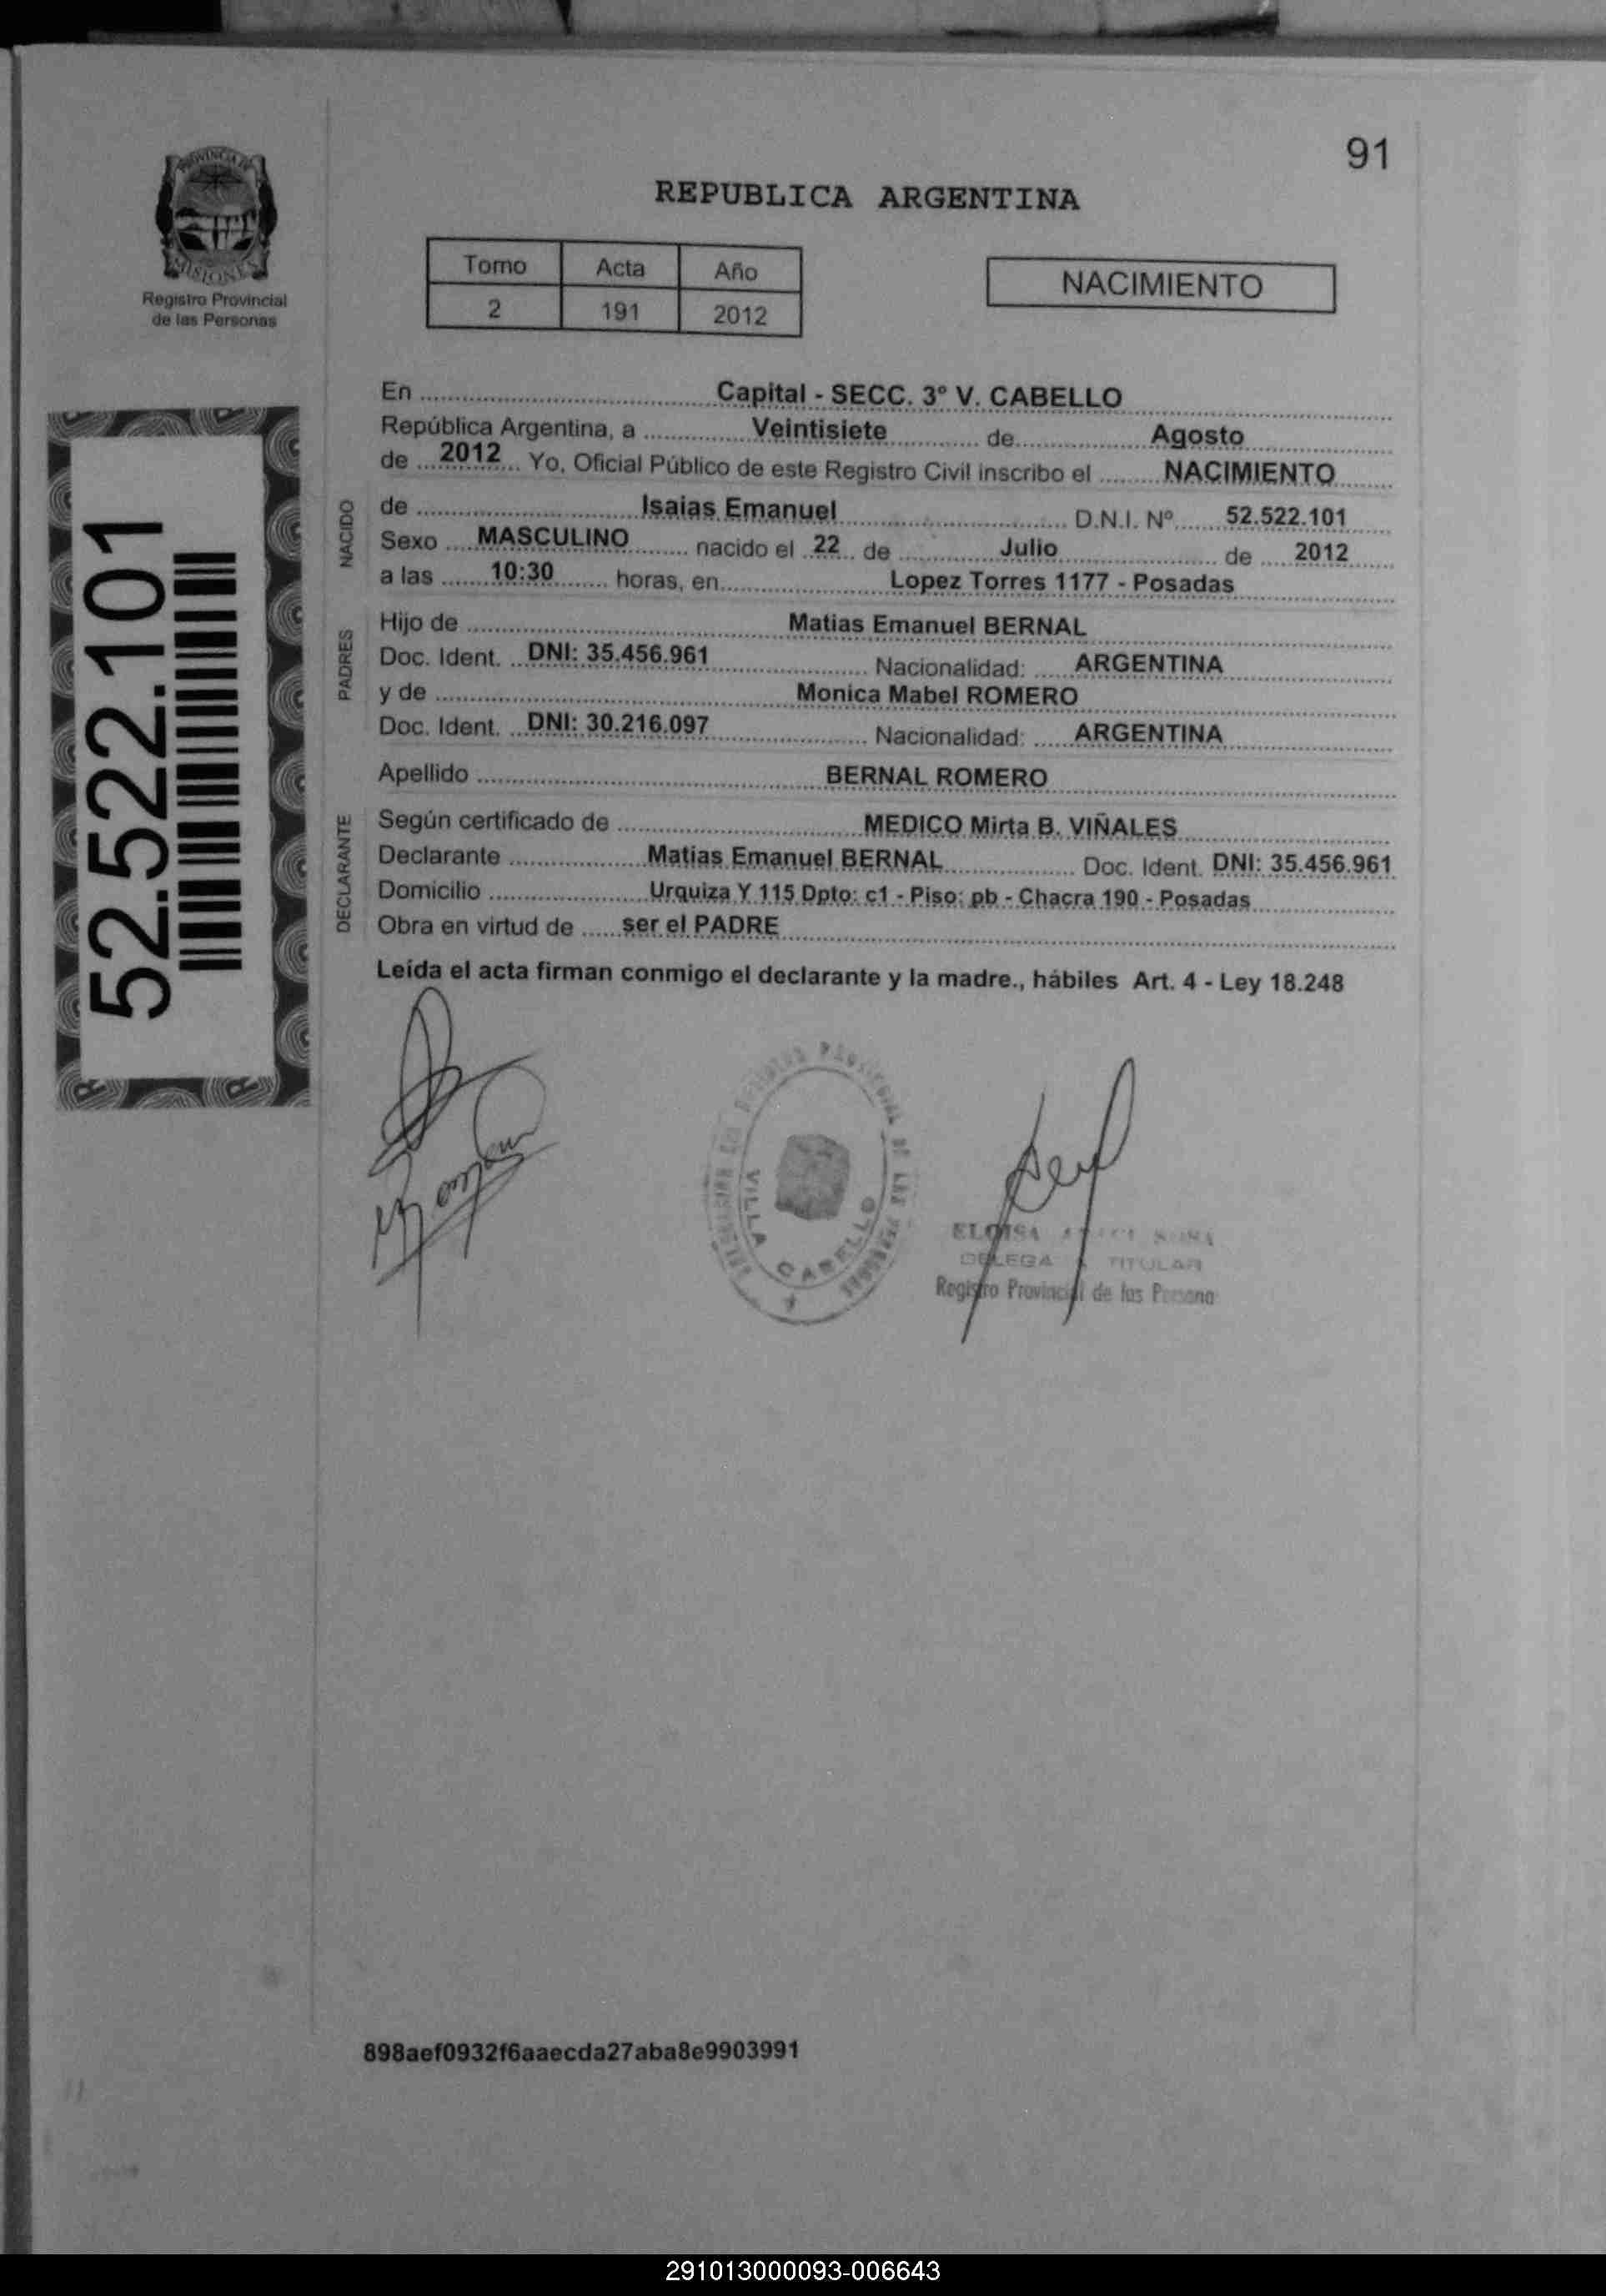 91
PROVINCIA DE
MISIONES
Registro Provincial
de las Personas
REPUBLICA ARGENTINA
Tomo Acta Año
2 191 2012
NACIMIENTO
52.522.101
En Capital - SECC. 3º V. CABELLO
República Argentina, a Veintisiete de Agosto
de 2012 Yo, Oficial Público de este Registro Civil inscribo el NACIMIENTO
NACIDO
de Isaias Emanuel D.N.I. Nº 52.522.101
Sexo MASCULINO nacido el 22 de Julio de 2012
a las 10:30 horas, en Lopez Torres 1177 - Posadas
PADRES
Hijo de Matias Emanuel BERNAL
Doc. Ident. DNI: 35.456.961 Nacionalidad: ARGENTINA
y de Monica Mabel ROMERO
Doc. Ident. DNI: 30.216.097 Nacionalidad: ARGENTINA
Apellido BERNAL ROMERO
DECLARANTE
Según certificado de MEDICO Mirta B. VIÑALES
Declarante Matias Emanuel BERNAL Doc. Ident. DNI: 35.456.961
Domicilio Urquiza Y 115 Dpto: c1 - Piso: pb - Chacra 190 - Posadas
Obra en virtud de ser el PADRE
Leída el acta firman conmigo el declarante y la madre., hábiles Art. 4 - Ley 18.248
VILLA CABELLO
ELOISA
TITULAR
Registro Provincial de las
898aef0932f6aaecda27aba8e9903991
291013000093-006643